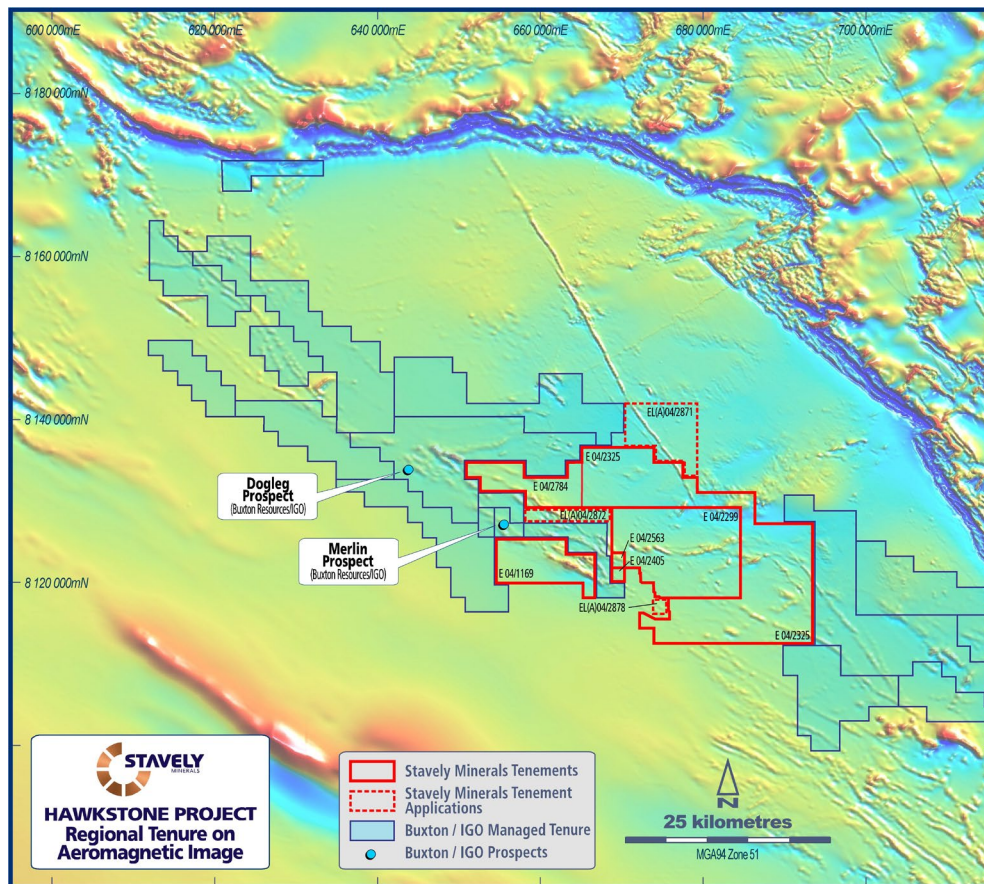 600 000mE
620 000mE
640 000mE
660 000mE
680 000mE
700 000mE
8 180 000mN
8 160 000mN
8 140 000mN
8 120 000mN
EL(A)04/2871
E 04/2325
E 04/2784
EL(A)04/2872
E 04/2299
E 04/2563
E 04/2405
E 04/1169
EL(A)04/2878
E 04/2325
Dogleg
Prospect
(Buxton Resources/IGO)
Merlin
Prospect
(Buxton Resources/IGO)
STAVELY
MINERALS
HAWKSTONE PROJECT
Regional Tenure on
Aeromagnetic Image
Stavely Minerals Tenements
Stavely Minerals Tenement
Applications
Buxton / IGO Managed Tenure
Buxton / IGO Prospects
N
25 kilometres
MGA94 Zone 51